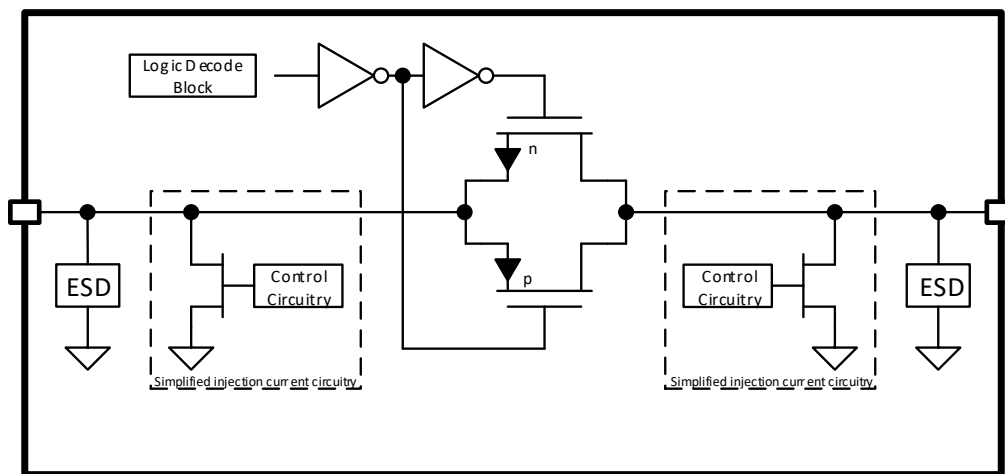 Logic Decode
Block
n
p
ESD
Control
Circuitry
Simplified injection current circuitry
Control
Circuitry
Simplified injection current circuitry
ESD